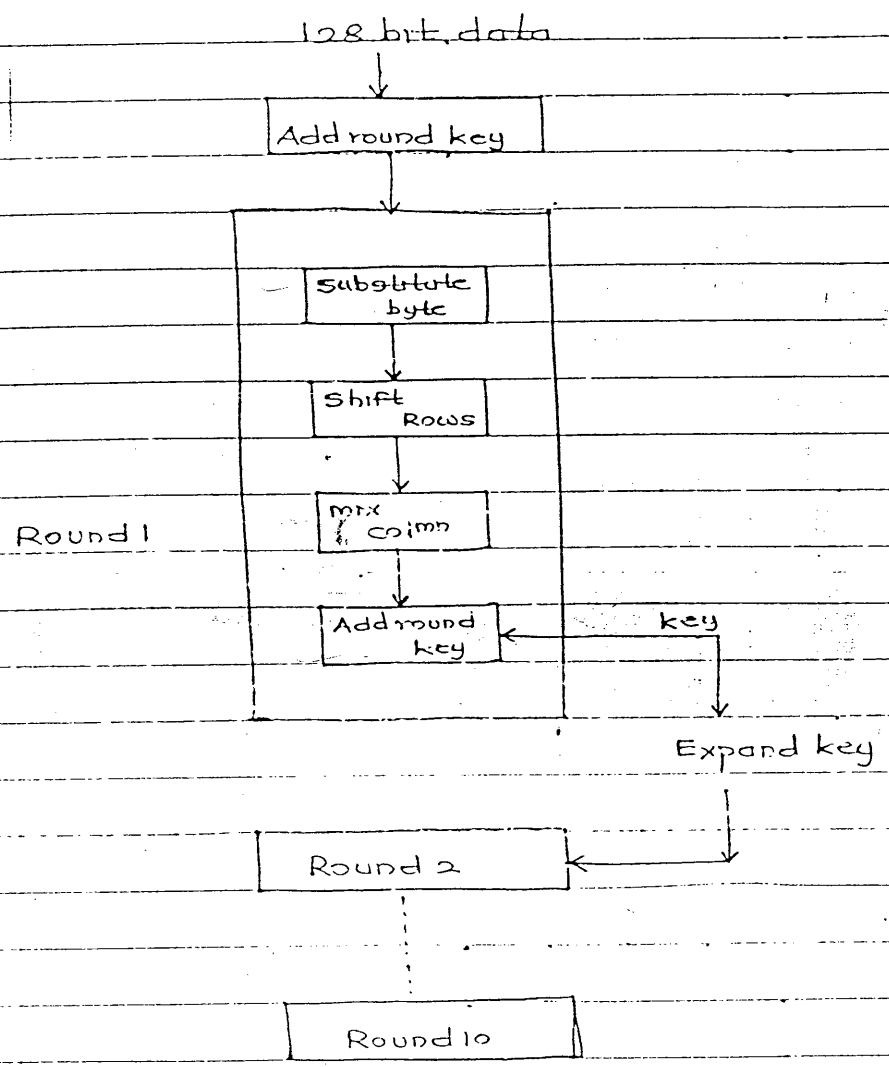 128 bit data
Add round key
Substitute
byte
Shift
Rows
mix
colmn
Round 1
Add round
key
key
Expand key
Round 2
Round 10